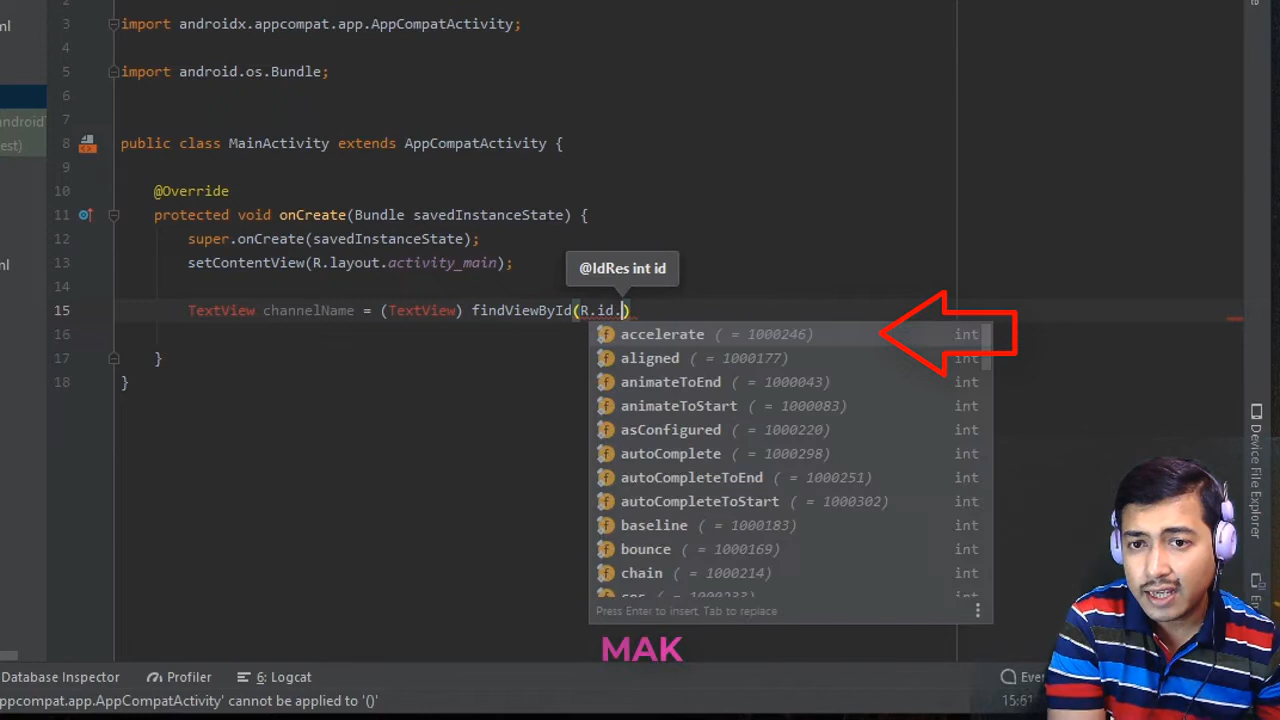 ml
2
3 import androidx.appcompat.app.AppCompatActivity;
4
5 import android.os.Bundle;
6
android
7
est)
8 public class MainActivity extends AppCompatActivity {
9
10 @Override
11 protected void onCreate(Bundle savedInstanceState) {
12 super.onCreate(savedInstanceState);
ml
13 setContentView(R.layout.activity_main);
@IdRes int id
14
15 TextView channelName = (TextView) findViewById(R.id.)
16
17 }
18 }
accelerate ( = 1000246) int
aligned ( = 1000177) int
animateToEnd ( = 1000043) int
animateToStart ( = 1000083) int
asConfigured ( = 1000220) int
autoComplete ( = 1000298) int
autoCompleteToEnd ( = 1000251) int
autoCompleteToStart ( = 1000302) int
baseline ( = 1000183) int
bounce ( = 1000169) int
chain ( = 1000214) int
cos ( = 1000233) int
Press Enter to insert, Tab to replace
Device File Explorer
MAK
Database Inspector Profiler 6: Logcat
ppcompat.app.AppCompatActivity' cannot be applied to '()'
15:61